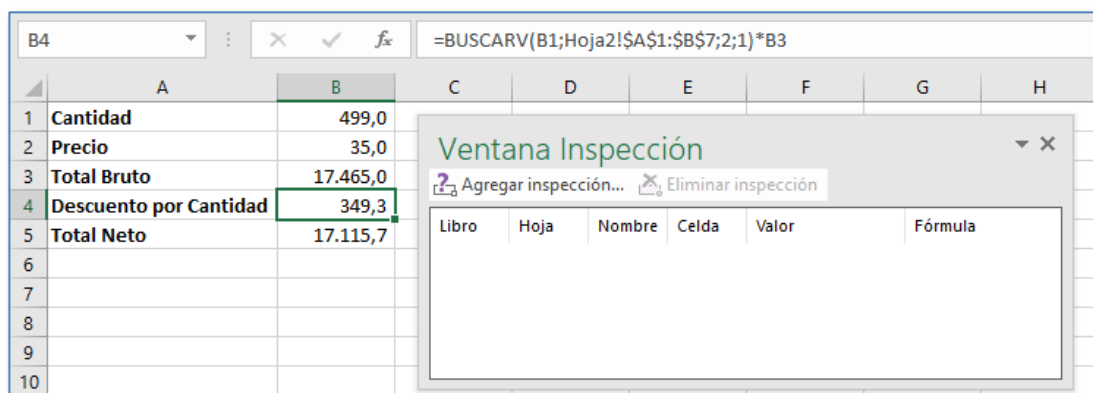 B4 fx =BUSCARV(B1;Hoja2!$A$1:$B$7;2;1)*B3
A B C D E F G H
1 Cantidad 499,0
2 Precio 35,0
3 Total Bruto 17.465,0
4 Descuento por Cantidad 349,3
5 Total Neto 17.115,7
6
7
8
9
10
Ventana Inspección
Agregar inspección... Eliminar inspección
Libro Hoja Nombre Celda Valor Fórmula